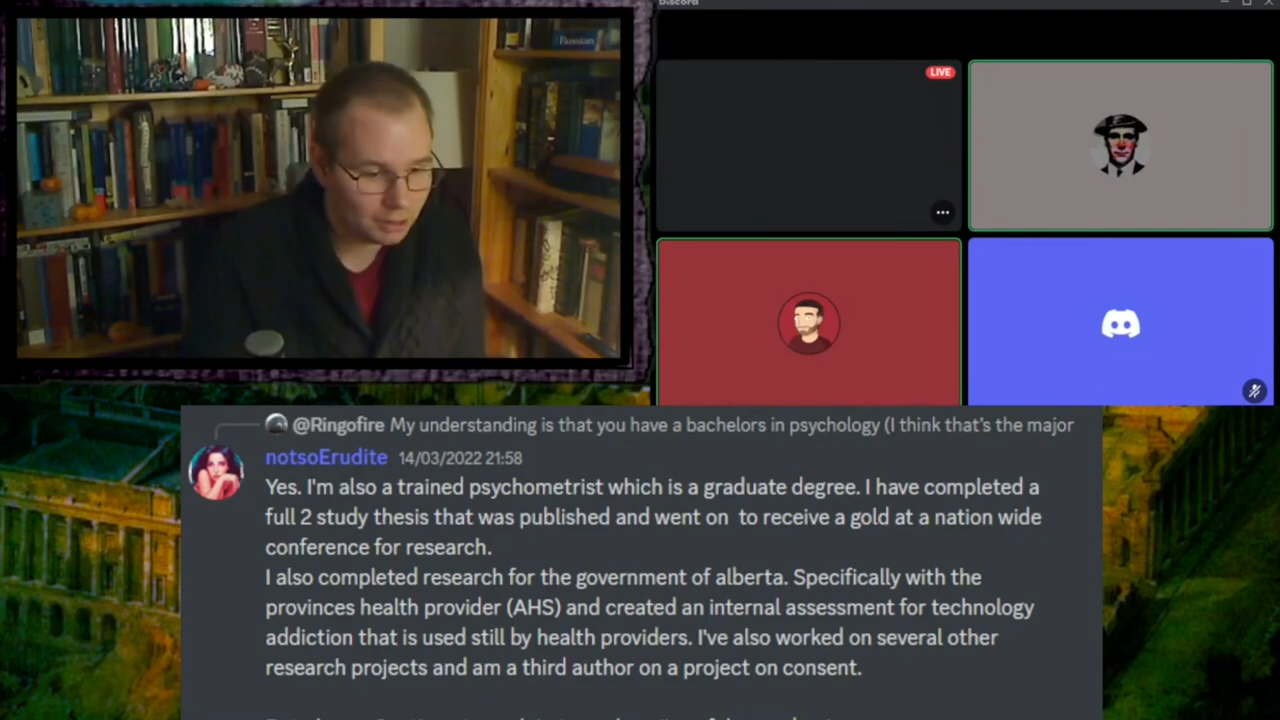 Discord
Russian
LIVE
@Ringofire My understanding is that you have a bachelors in psychology (I think that's the major
notsoErudite 14/03/2022 21:58
Yes. I'm also a trained psychometrist which is a graduate degree. I have completed a
full 2 study thesis that was published and went on to receive a gold at a nation wide
conference for research.
I also completed research for the government of alberta. Specifically with the
provinces health provider (AHS) and created an internal assessment for technology
addiction that is used still by health providers. I've also worked on several other
research projects and am a third author on a project on consent.